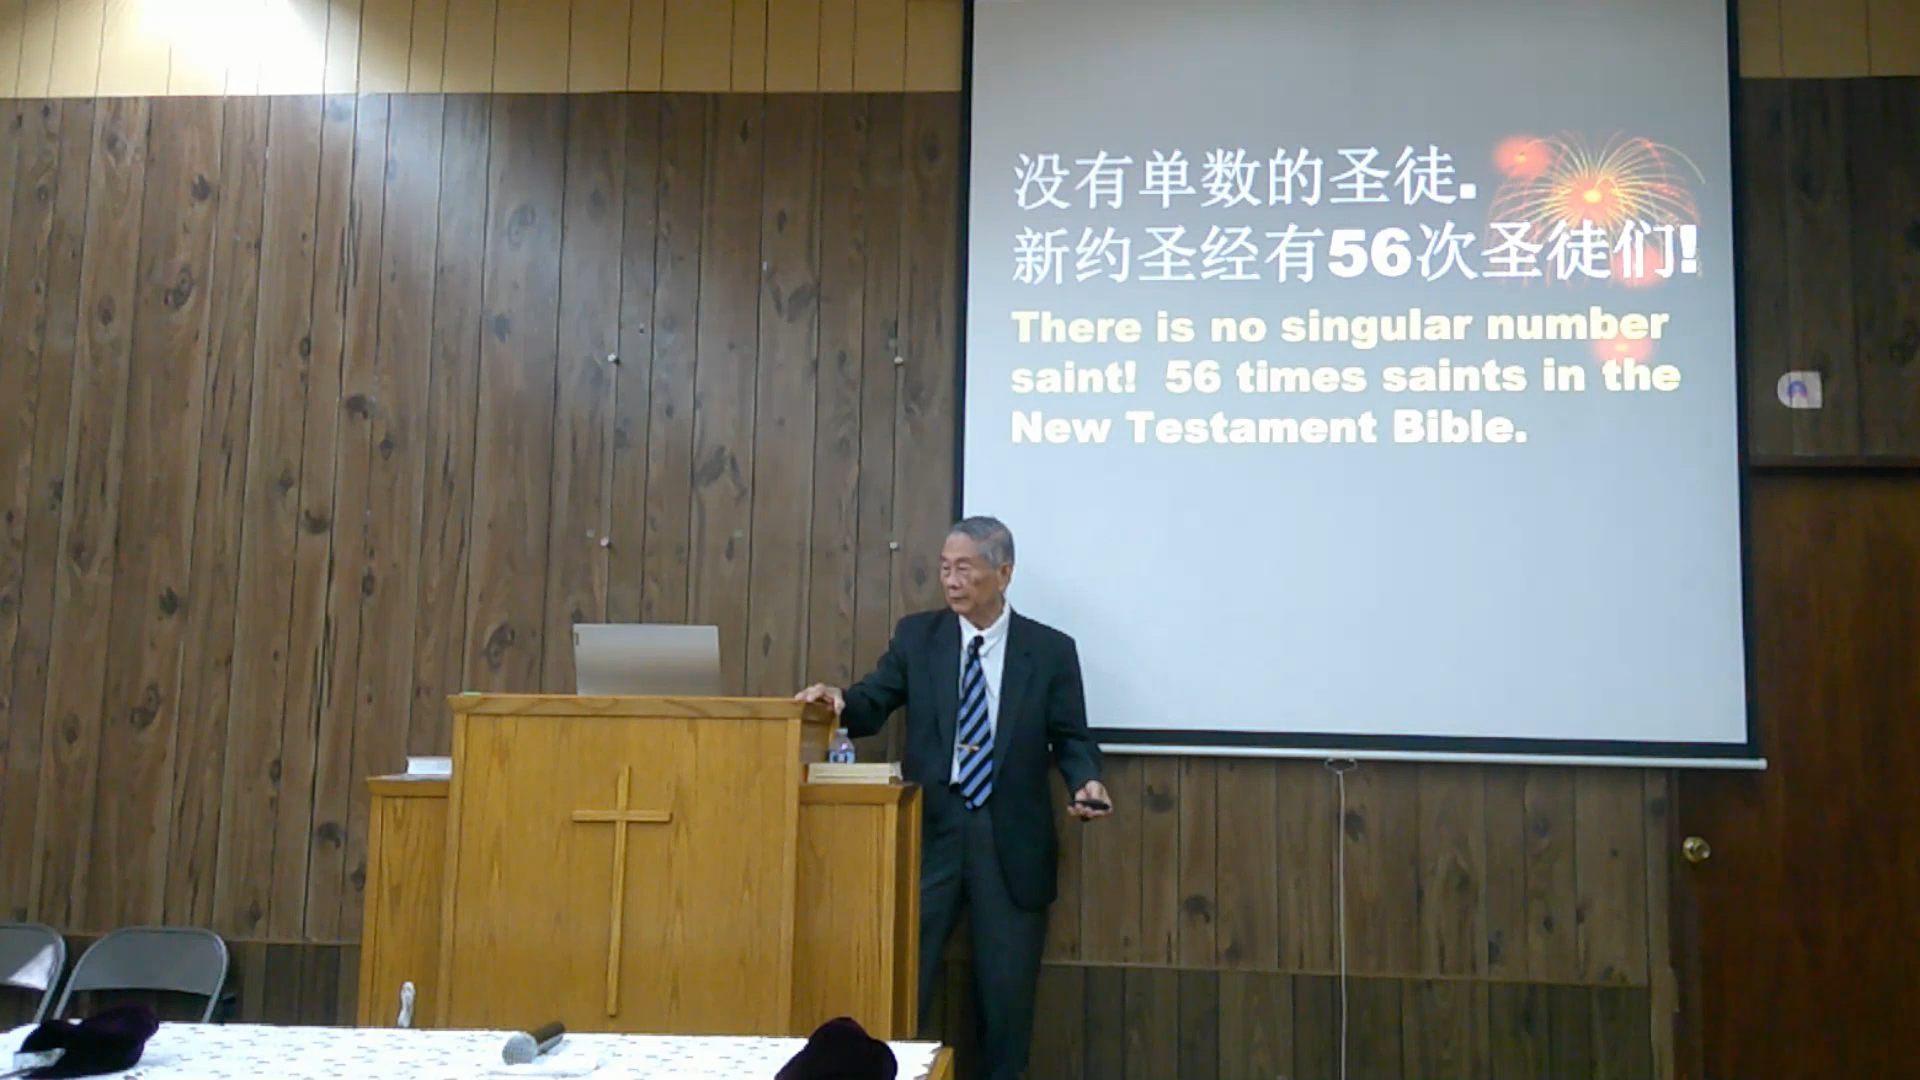 没有单数的圣徒.
新约圣经有56次圣徒们!
There is no singular number
saint!  56 times saints in the
New Testament Bible.